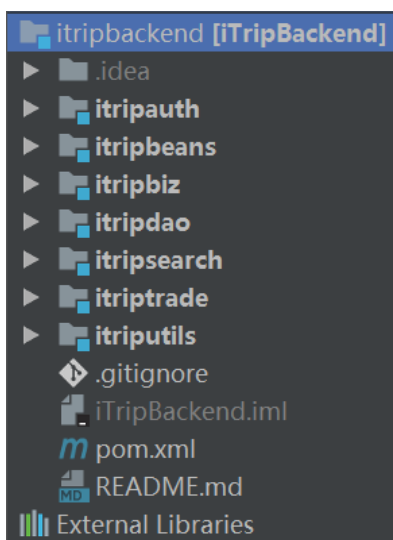 itripbackend [iTripBackend]
.idea
itripauth
itripbeans
itripbiz
itripdao
itripsearch
itriptrade
itriputils
.gitignore
iTripBackend.iml
m pom.xml
MD README.md
External Libraries